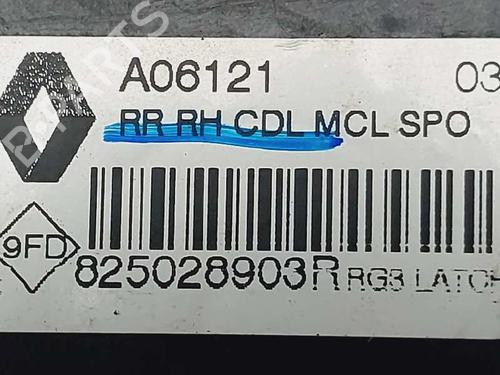 A06121 03
RR RH CDL MCL SPO
9FD
825028903R RG3 LATCH